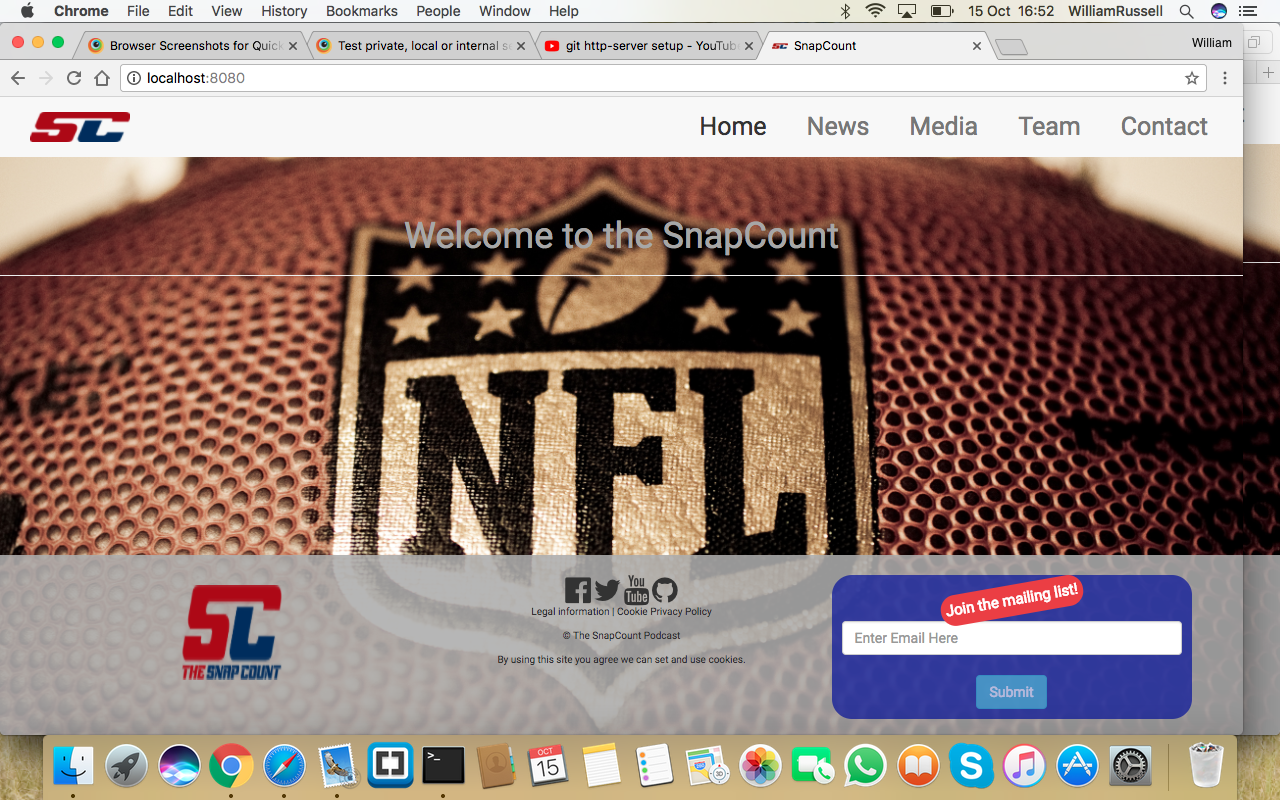 Chrome File Edit View History Bookmarks People Window Help 15 Oct 16:52 WilliamRussell
Browser Screenshots for Quick Test private, local or internal se git http-server setup - YouTube SnapCount William
localhost:8080
SC Home News Media Team Contact
Welcome to the SnapCount
NFL
You
Tube
Legal information | Cookie Privacy Policy
© The SnapCount Podcast
By using this site you agree we can set and use cookies.
SC
THE SNAP COUNT
Join the mailing list!
Enter Email Here
Submit
OCT
15
3D